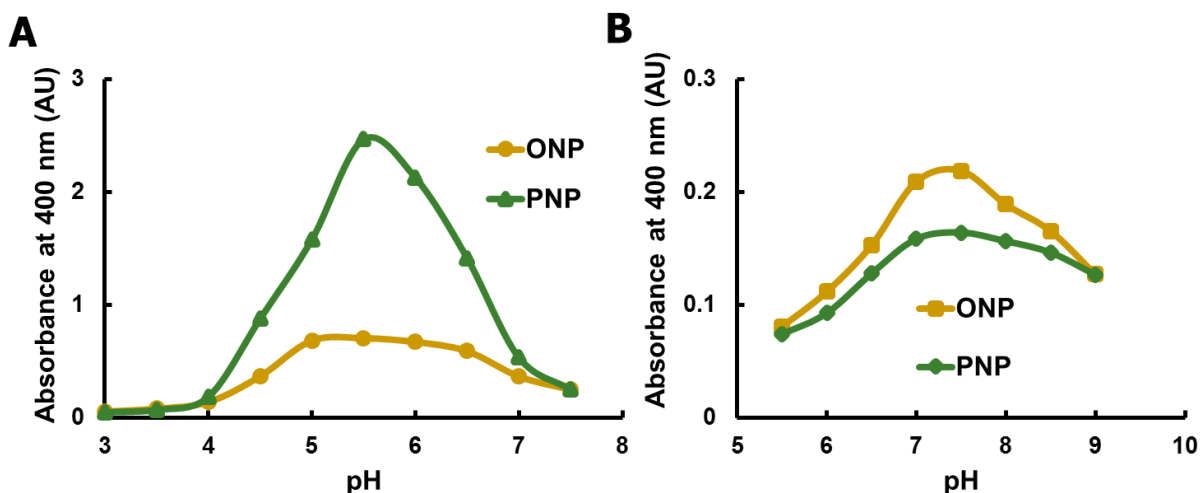 A
Absorbance at 400 nm (AU)
3
2
1
0
3 4 5 6 7 8
pH
ONP
PNP
B
Absorbance at 400 nm (AU)
0.3
0.2
0.1
0
5 6 7 8 9 10
pH
ONP
PNP